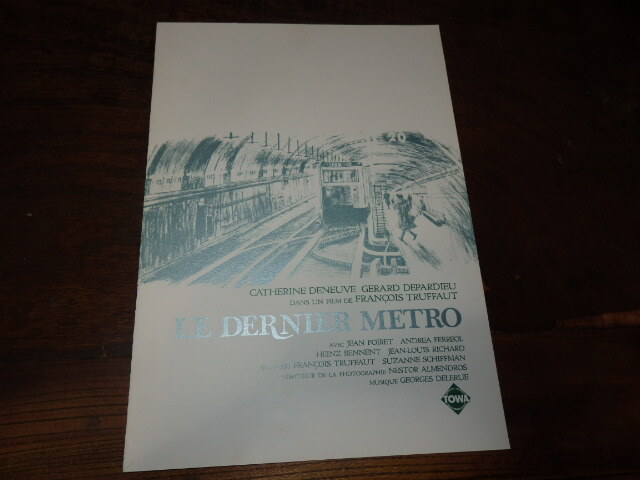 CATHERINE DENEUVE GERARD DEPARDIEU
DANS UN FILM DE FRANÇOIS TRUFFAUT
LE DERNIER METRO
AVEC JEAN POIRET ANDREA FERREOL
HEINZ BENNENT JEAN-LOUIS RICHARD
FRANÇOIS TRUFFAUT SUZANNE SCHIFFMAN
DIRECTEUR DE LA PHOTOGRAPHIE NESTOR ALMENDROS
MUSIQUE GEORGES DELERUE
TOWA